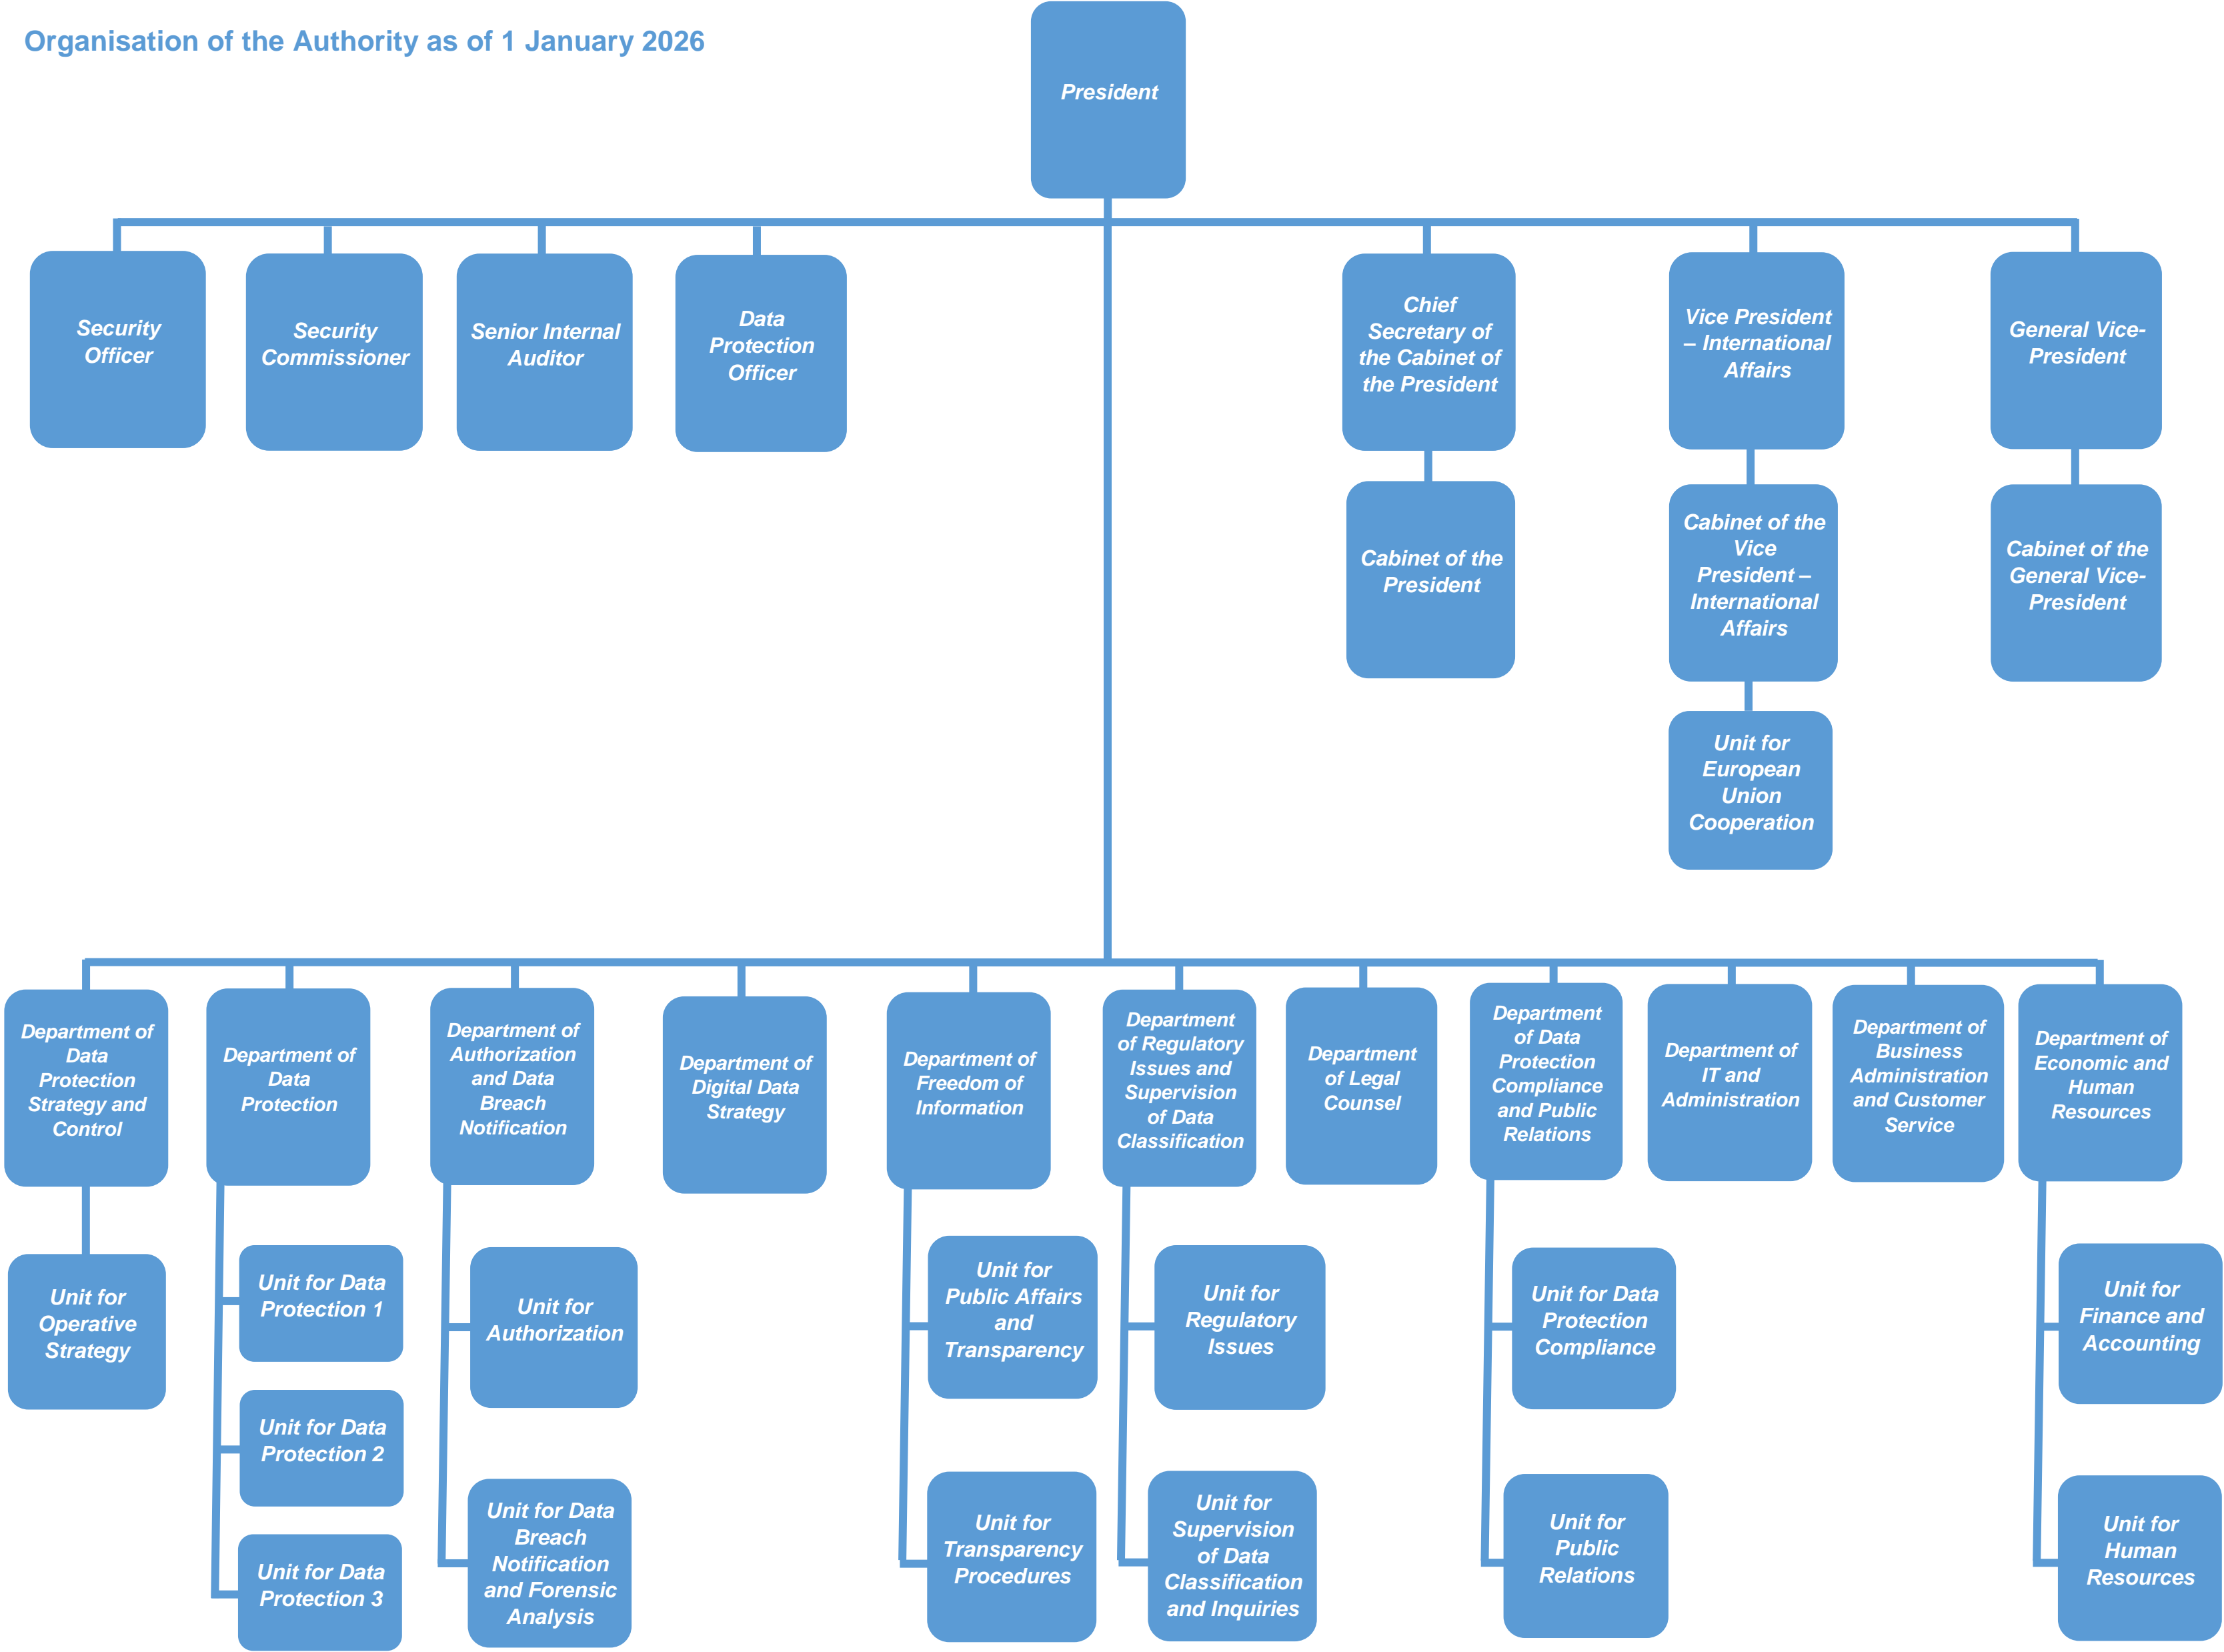 Organisation of the Authority as of 1 January 2026
President
Security
Officer
Security
Commissioner
Senior Internal
Auditor
Data
Protection
Officer
Chief
Secretary of
the Cabinet of
the President
Vice President
– International
Affairs
General Vice-
President
Cabinet of the
President
Cabinet of the
Vice
President –
International
Affairs
Cabinet of the
General Vice-
President
Unit for
European
Union
Cooperation
Department of
Data
Protection
Strategy and
Control
Department of
Data
Protection
Department of
Authorization
and Data
Breach
Notification
Department of
Digital Data
Strategy
Department of
Freedom of
Information
Department
of Regulatory
Issues and
Supervision
of Data
Classification
Department
of Legal
Counsel
Department
of Data
Protection
Compliance
and Public
Relations
Department of
IT and
Administration
Department of
Business
Administration
and Customer
Service
Department of
Economic and
Human
Resources
Unit for
Operative
Strategy
Unit for Data
Protection 1
Unit for Data
Protection 2
Unit for Data
Protection 3
Unit for
Authorization
Unit for Data
Breach
Notification
and Forensic
Analysis
Unit for
Public Affairs
and
Transparency
Unit for
Transparency
Procedures
Unit for
Regulatory
Issues
Unit for
Supervision
of Data
Classification
and Inquiries
Unit for Data
Protection
Compliance
Unit for
Public
Relations
Unit for
Finance and
Accounting
Unit for
Human
Resources